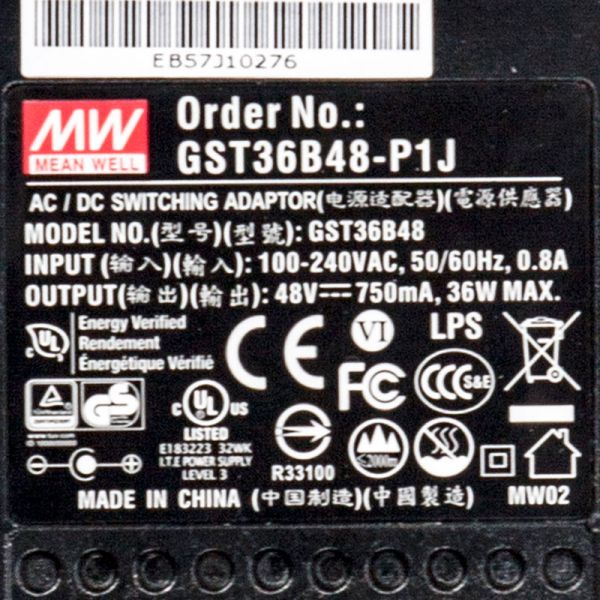 EB57J10276
MW
MEAN WELL
Order No.:
GST36B48-P1J
AC / DC SWITCHING ADAPTOR(电源适配器)(電源供應器)
MODEL NO.(型号)(型號): GST36B48
INPUT (输入)(輸入): 100-240VAC, 50/60Hz, 0.8A
OUTPUT(输出)(輸出): 48V⎓750mA, 36W MAX.
c UL us
Energy Verified
Rendement
Énergétique Vérifié
CE
VI
LPS
FC
CCC S&E
c UL US
LISTED
E183223 32WK
I.T.E POWER SUPPLY
LEVEL 3
R33100
≤2000m
MADE IN CHINA (中国制造)(中國製造)
MW02